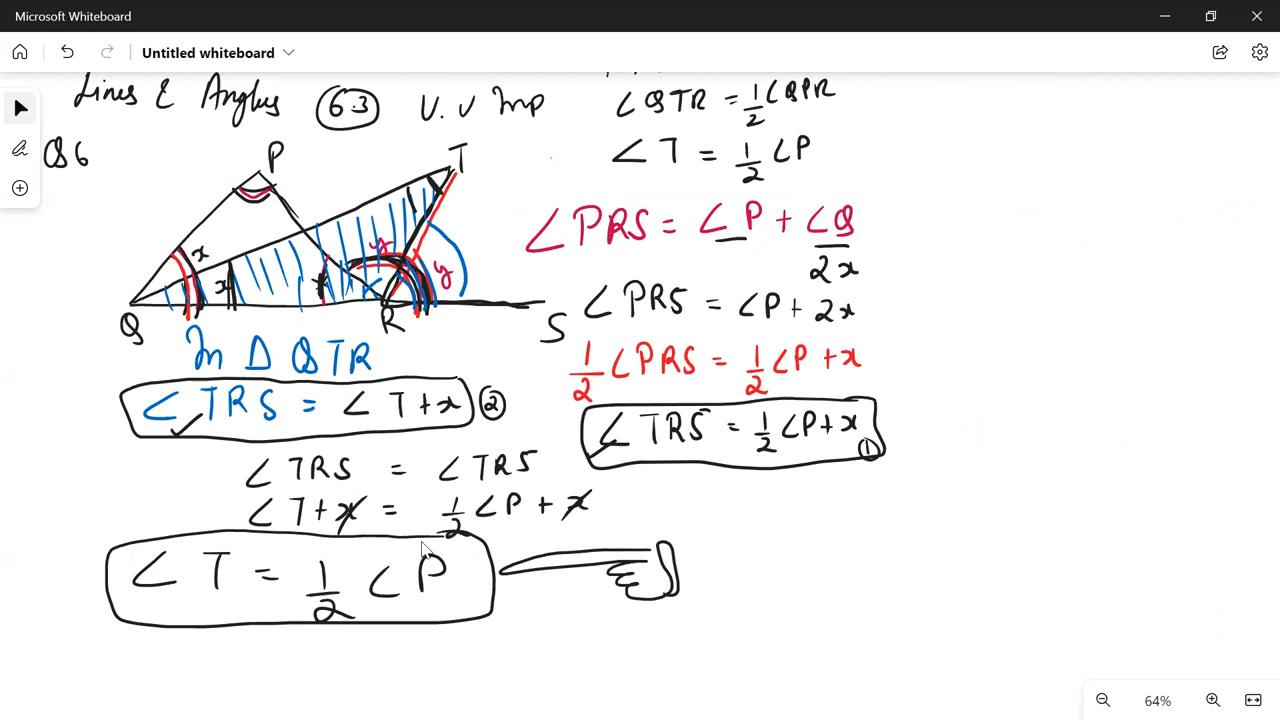 Microsoft Whiteboard
Untitled whiteboard
Lines & Angles 6.3 V. V Imp
Q6
P
T
x
x
y
y
Q
R
S
∠QTR = 1/2 ∠QPR
∠T = 1/2 ∠P
∠PRS = ∠P + ∠Q
2x
∠PRS = ∠P + 2x
1/2 ∠PRS = 1/2 ∠P + x
∠TRS = 1/2 ∠P + x ①
In Δ QTR
∠TRS = ∠T + x ②
∠TRS = ∠TRS
∠T + x = 1/2 ∠P + x
∠T = 1/2 ∠P
64%